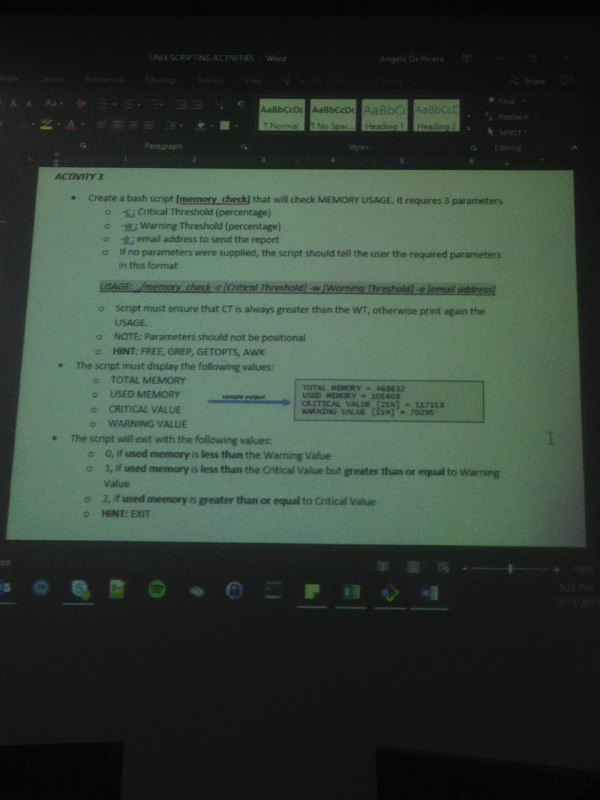 UNIX SCRIPTING ACTIVITIES - Word
Angelo De Rivera
References
Mailings
Review
View
Share
AaBbCcDc
AaBbCcDc
AaBbC
AaBbCcD
¶ Normal
¶ No Spac...
Heading 1
Heading 2
Find
Replace
Select
Paragraph
Styles
Editing
ACTIVITY 3
• Create a bash script [memory_check] that will check MEMORY USAGE. It requires 3 parameters
o -c : Critical Threshold (percentage)
o -w : Warning Threshold (percentage)
o -e : email address to send the report
o If no parameters were supplied, the script should tell the user the required parameters
in this format
USAGE: ./memory_check -c [Critical Threshold] -w [Warning Threshold] -e [email address]
o Script must ensure that CT is always greater than the WT, otherwise print again the
USAGE.
o NOTE: Parameters should not be positional
o HINT: FREE, GREP, GETOPTS, AWK
• The script must display the following values:
o TOTAL MEMORY
o USED MEMORY
o CRITICAL VALUE
o WARNING VALUE
sample output
TOTAL MEMORY = 468632
USED MEMORY = 105608
CRITICAL VALUE [25%] = 117158
WARNING VALUE [15%] = 70295
• The script will exit with the following values:
o 0, if used memory is less than the Warning Value
o 1, if used memory is less than the Critical Value but greater than or equal to Warning
Value
o 2, if used memory is greater than or equal to Critical Value
o HINT: EXIT
100%
5:25 PM